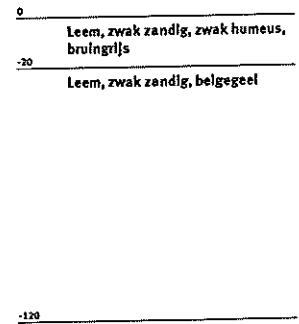 0
Leem, zwak zandig, zwak humeus,
bruingrijs
-20
Leem, zwak zandig, beigegeel
-120